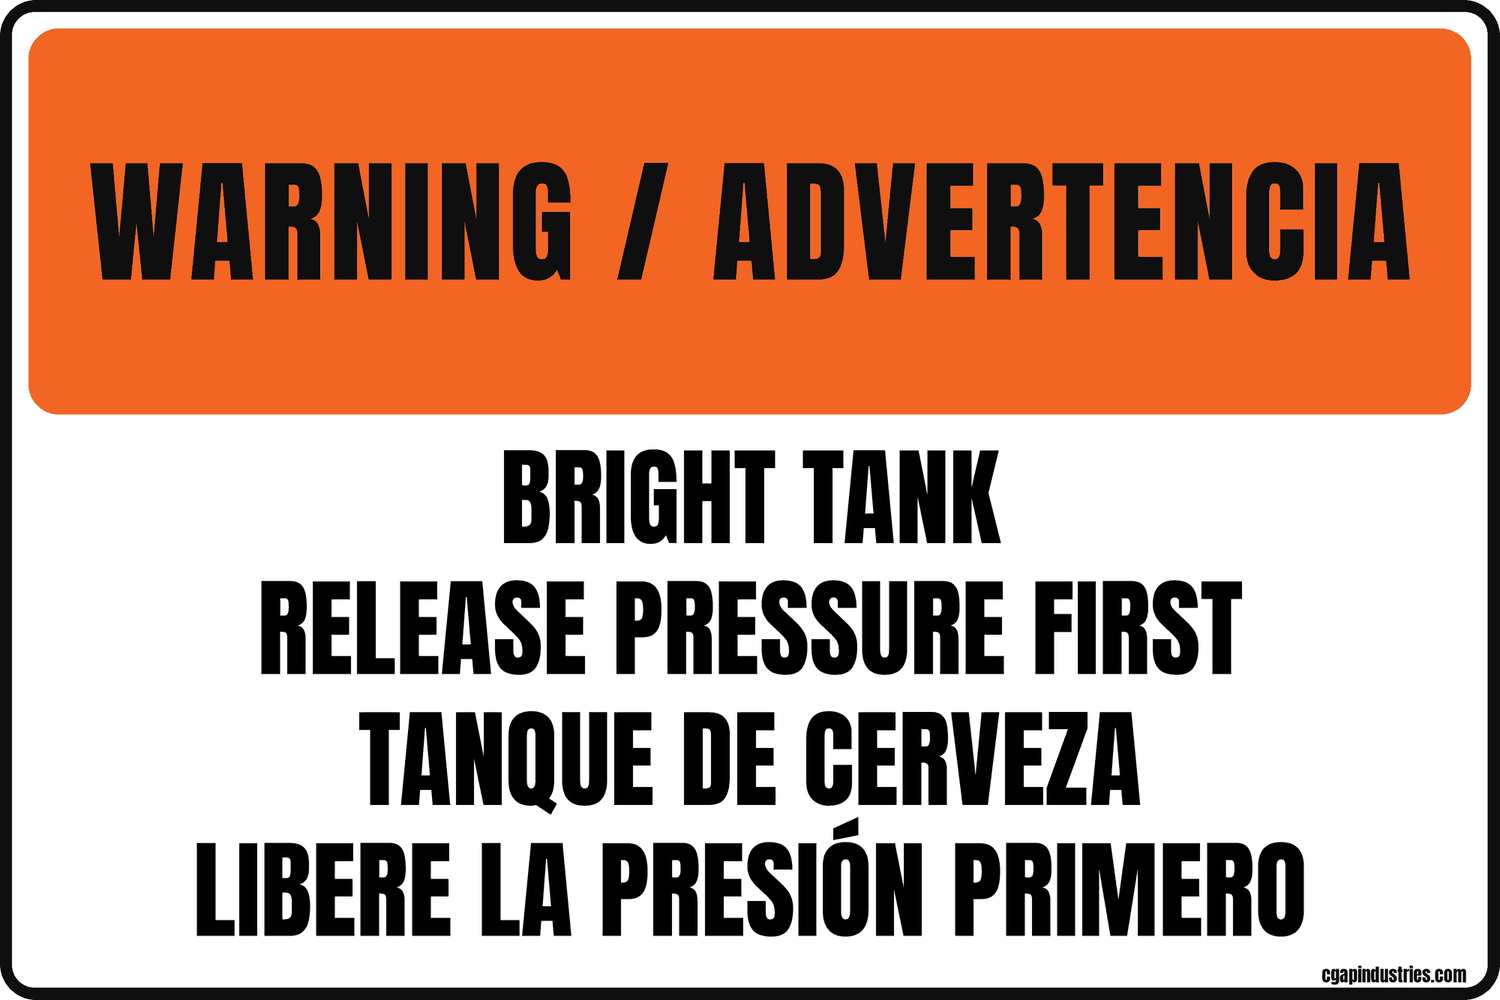 WARNING / ADVERTENCIA
BRIGHT TANK
RELEASE PRESSURE FIRST
TANQUE DE CERVEZA
LIBERE LA PRESIÓN PRIMERO
cgapindustries.com